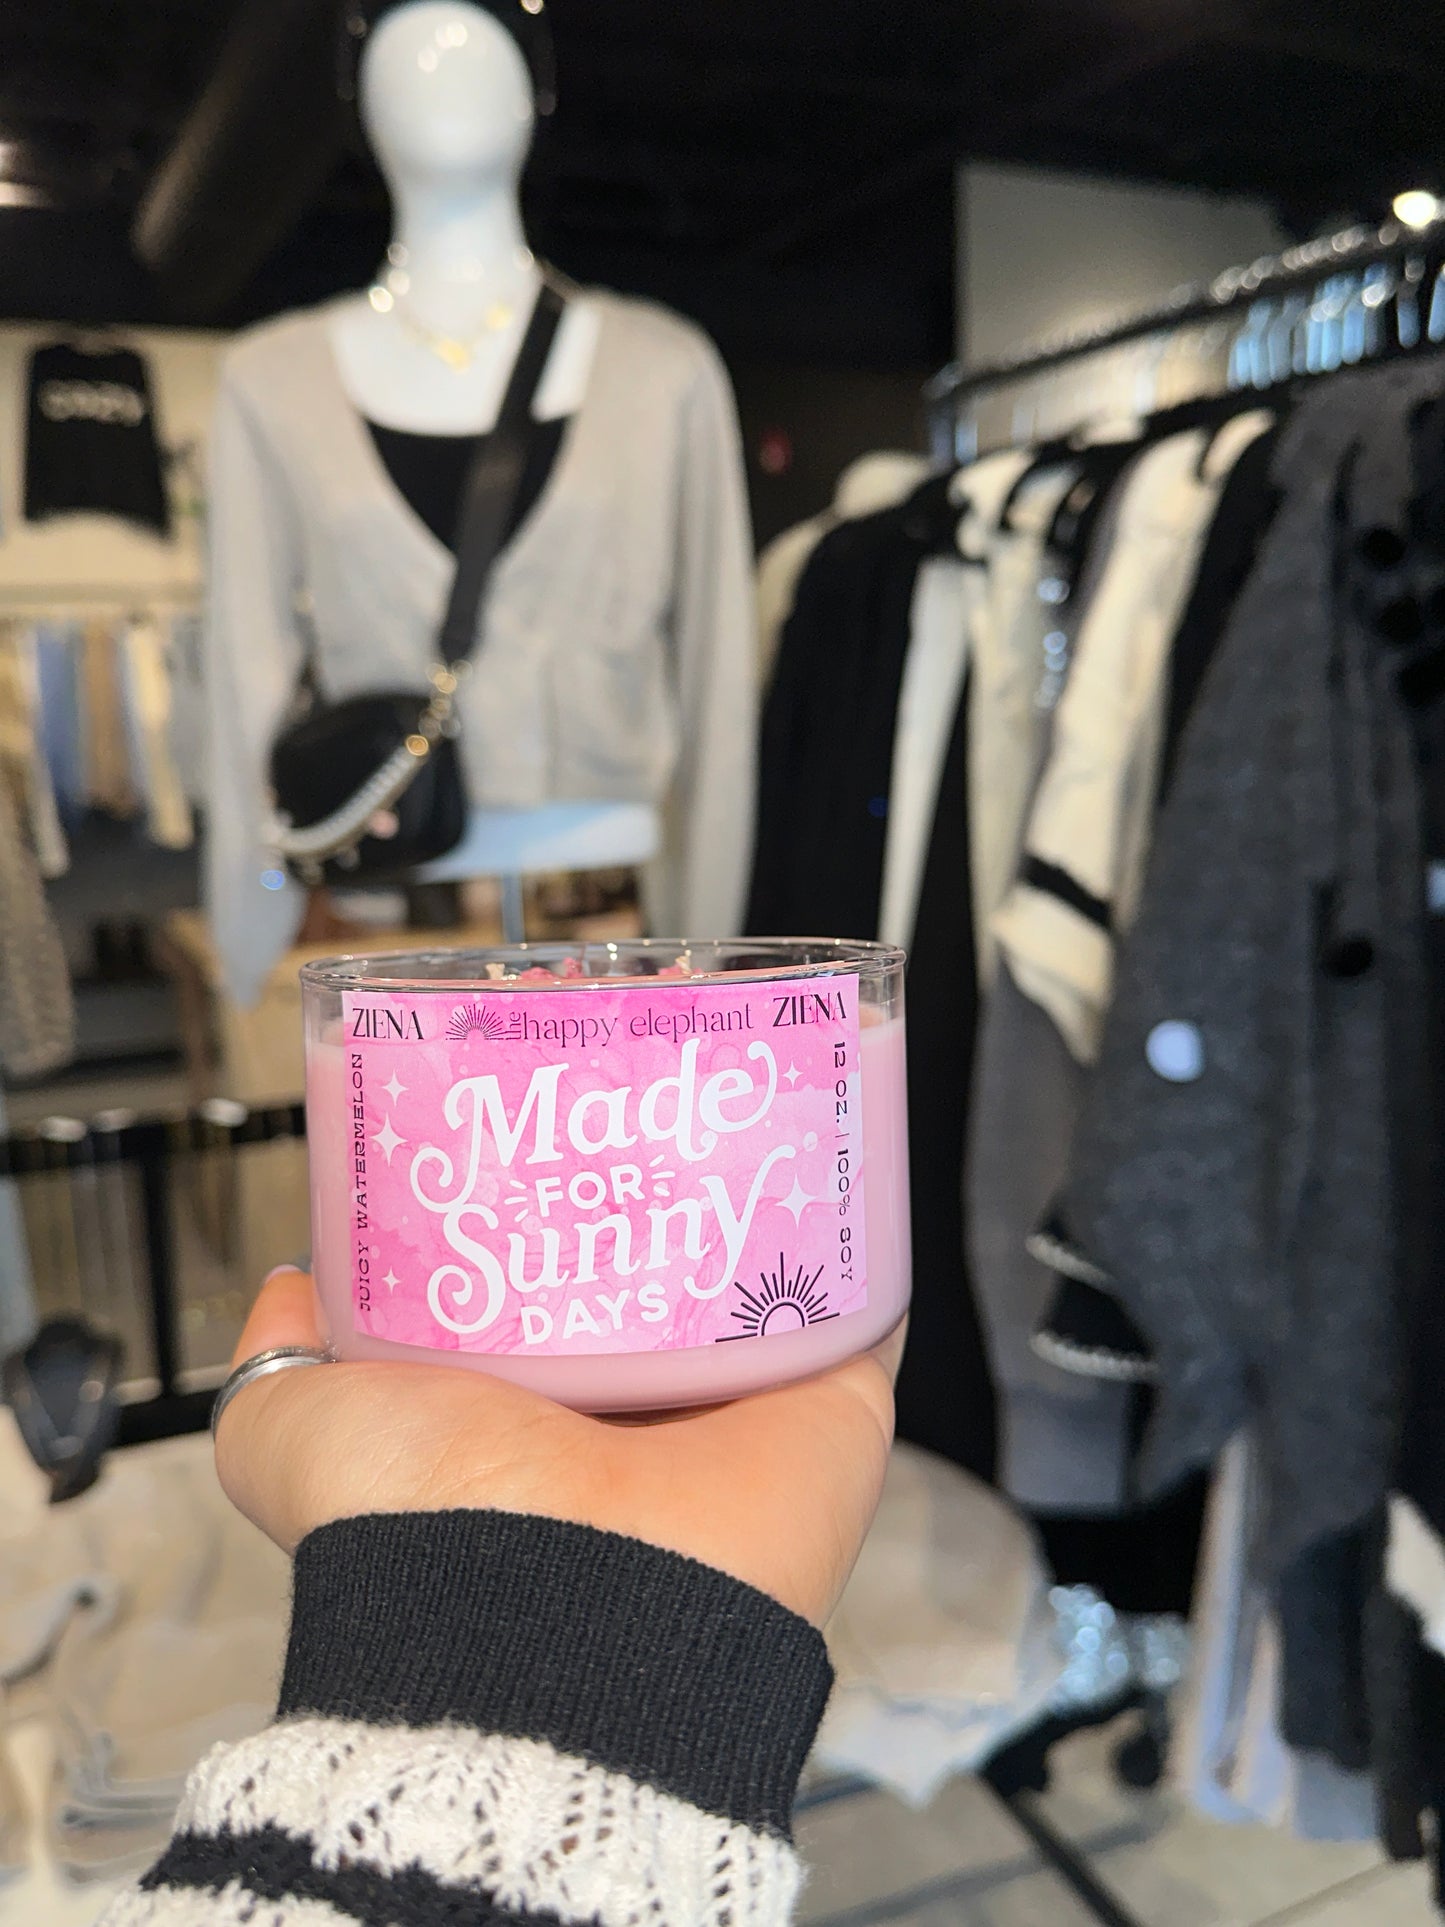 ZIENA
the happy elephant
ZIENA
JUICY WATERMELON
Made
FOR
Sunny
DAYS
12 OZ. | 100% SOY